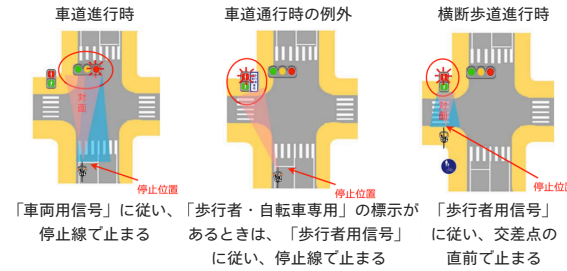 車道進行時
車道通行時の例外
横断歩道進行時
対面
対面
停止位置
停止位置
停止位置
「車両用信号」に従い、
停止線で止まる
「歩行者・自転車専用」の標示が
あるときは、「歩行者用信号」
に従い、停止線で止まる
「歩行者用信号」
に従い、交差点の
直前で止まる